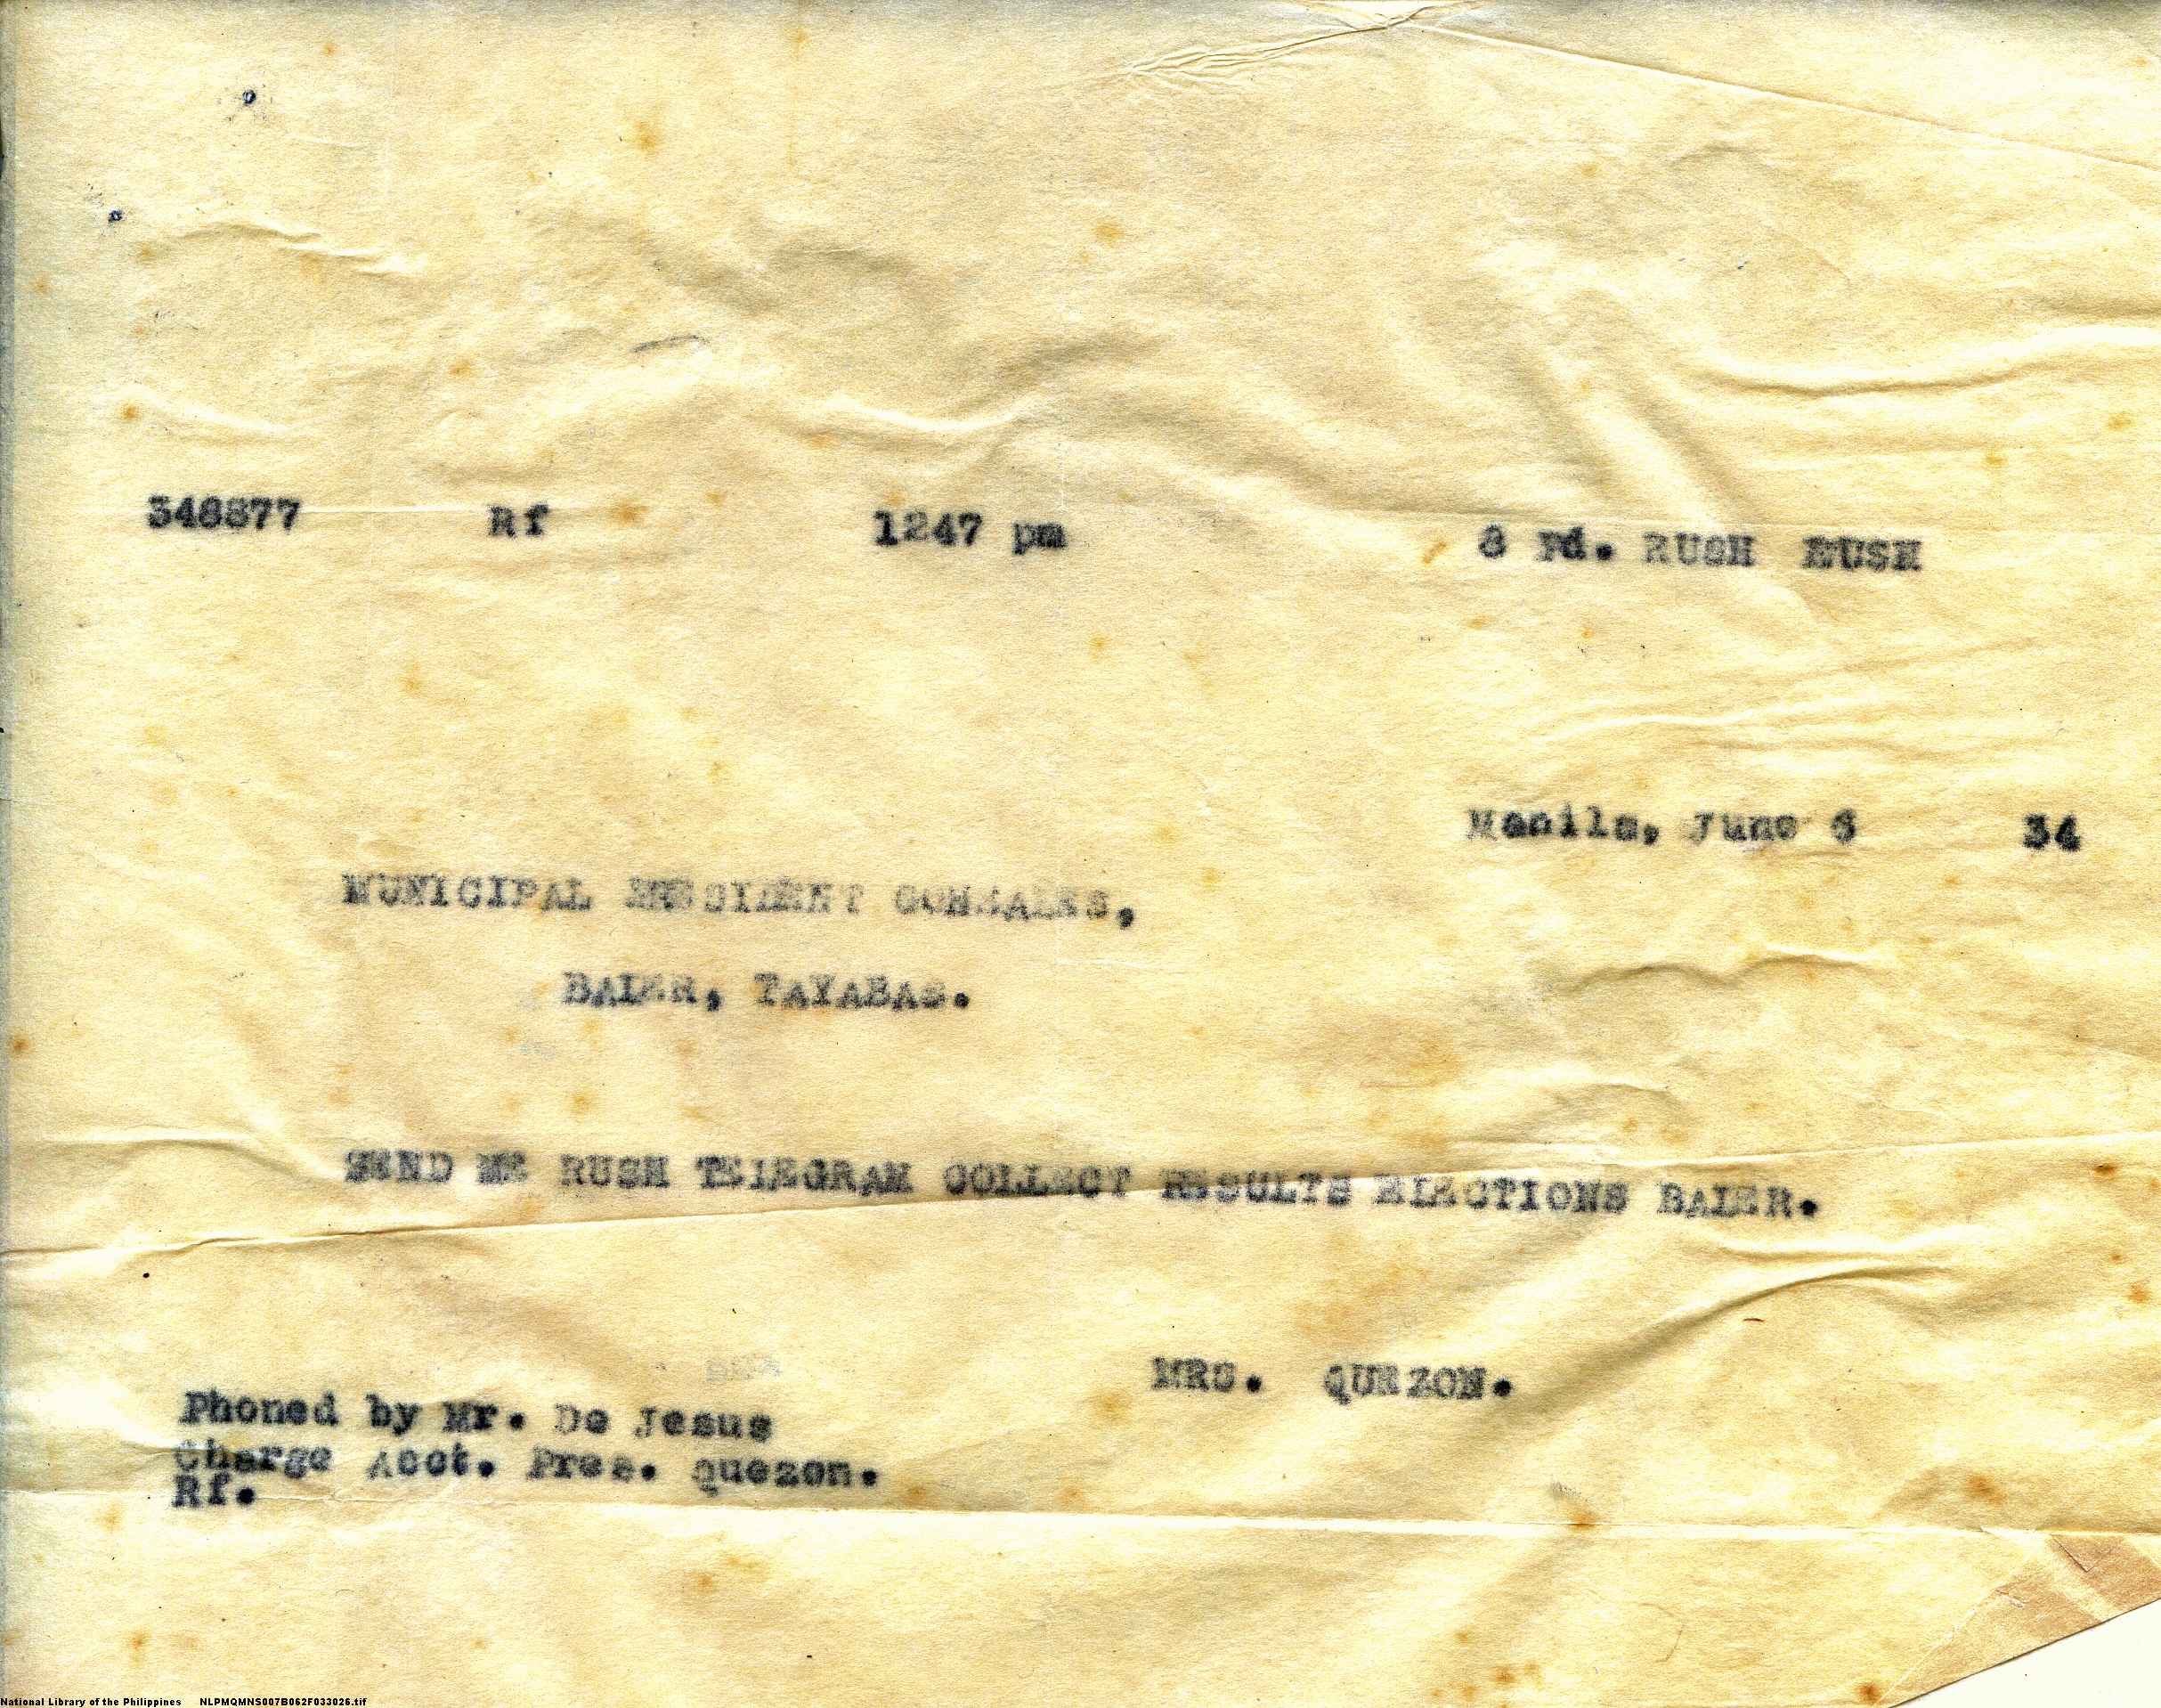 346877 Rf 1247 pm 8 Pd. RUSH RUSH
Manila, June 6 34
MUNICIPAL PRESIDENT GONZALES,
BALER, TAYABAS.
SEND ME RUSH TELEGRAM COLLECT RESULTS ELECTIONS BALER.
MRS. QUEZON.
Phoned by Mr. De Jesus
Charge Acct. Pres. Quezon.
Rf.
National Library of the Philippines NLPMQMNS007B062F033026.tif